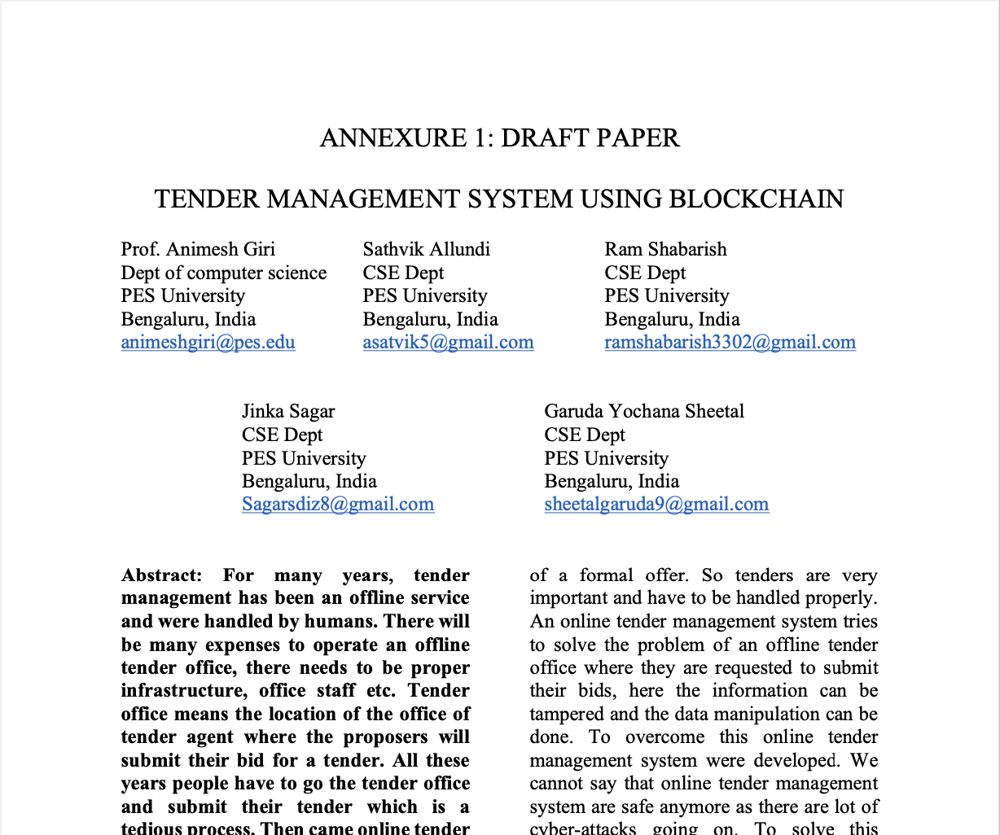 ANNEXURE 1: DRAFT PAPER
TENDER MANAGEMENT SYSTEM USING BLOCKCHAIN
Prof. Animesh Giri
Dept of computer science
PES University
Bengaluru, India
animeshgiri@pes.edu
Sathvik Allundi
CSE Dept
PES University
Bengaluru, India
asatvik5@gmail.com
Ram Shabarish
CSE Dept
PES University
Bengaluru, India
ramshabarish3302@gmail.com
Jinka Sagar
CSE Dept
PES University
Bengaluru, India
Sagarsdiz8@gmail.com
Garuda Yochana Sheetal
CSE Dept
PES University
Bengaluru, India
sheetalgaruda9@gmail.com
Abstract: For many years, tender
management has been an offline service
and were handled by humans. There will
be many expenses to operate an offline
tender office, there needs to be proper
infrastructure, office staff etc. Tender
office means the location of the office of
tender agent where the proposers will
submit their bid for a tender. All these
years people have to go the tender office
and submit their tender which is a
tedious process. Then came online tender
of a formal offer. So tenders are very
important and have to be handled properly.
An online tender management system tries
to solve the problem of an offline tender
office where they are requested to submit
their bids, here the information can be
tampered and the data manipulation can be
done. To overcome this online tender
management system were developed. We
cannot say that online tender management
system are safe anymore as there are lot of
cyber-attacks going on. To solve this